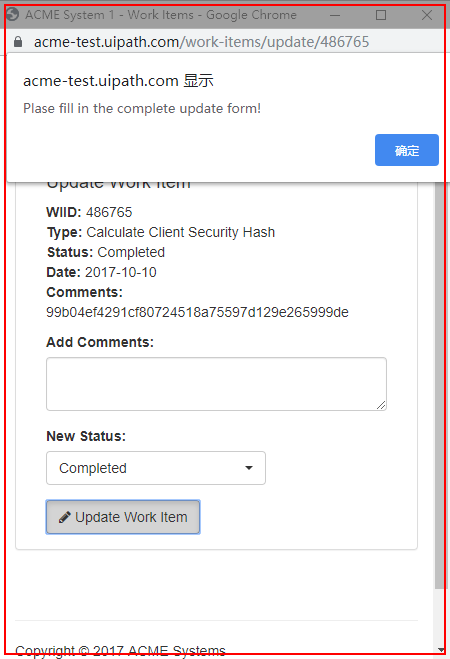 ACME System 1 - Work Items - Google Chrome
acme-test.uipath.com/work-items/update/486765
acme-test.uipath.com 显示
Plase fill in the complete update form!
确定
Update Work Item
WIID: 486765
Type: Calculate Client Security Hash
Status: Completed
Date: 2017-10-10
Comments:
99b04ef4291cf80724518a75597d129e265999de
Add Comments:
New Status:
Completed
Update Work Item
Copyright © 2017 ACME Systems